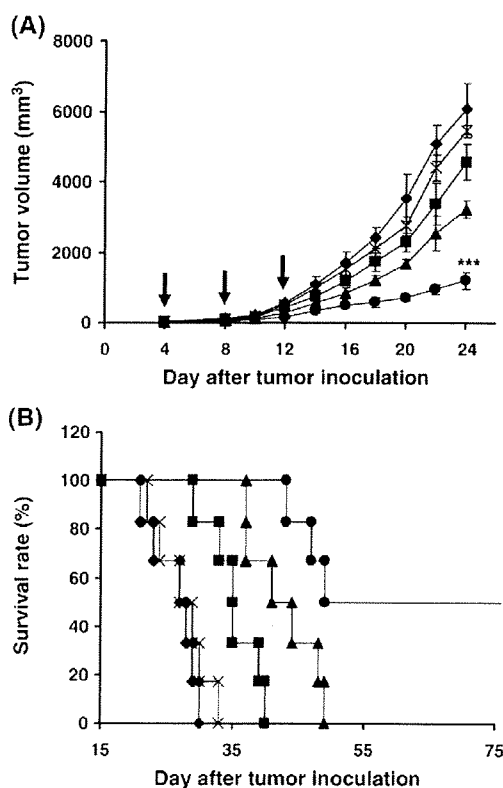 (A)
8000
6000
4000
2000
0
Tumor volume (mm³)
***
0 4 8 12 16 20 24
Day after tumor inoculation
(B)
120
100
80
60
40
20
0
Survival rate (%)
15 35 55 75
Day after tumor inoculation